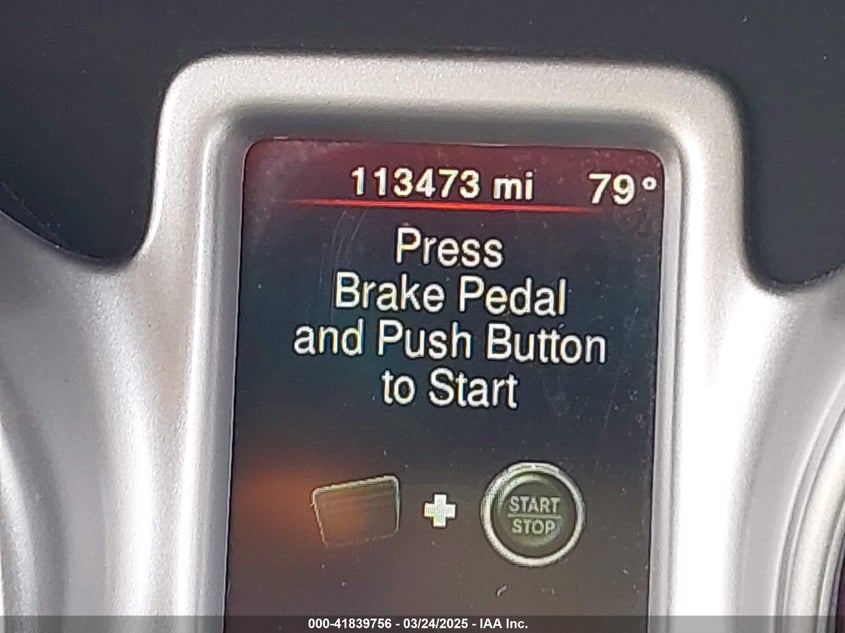 113473 mi 79°
Press
Brake Pedal
and Push Button
to Start
START
STOP
000-41839756 - 03/24/2025 - IAA Inc.